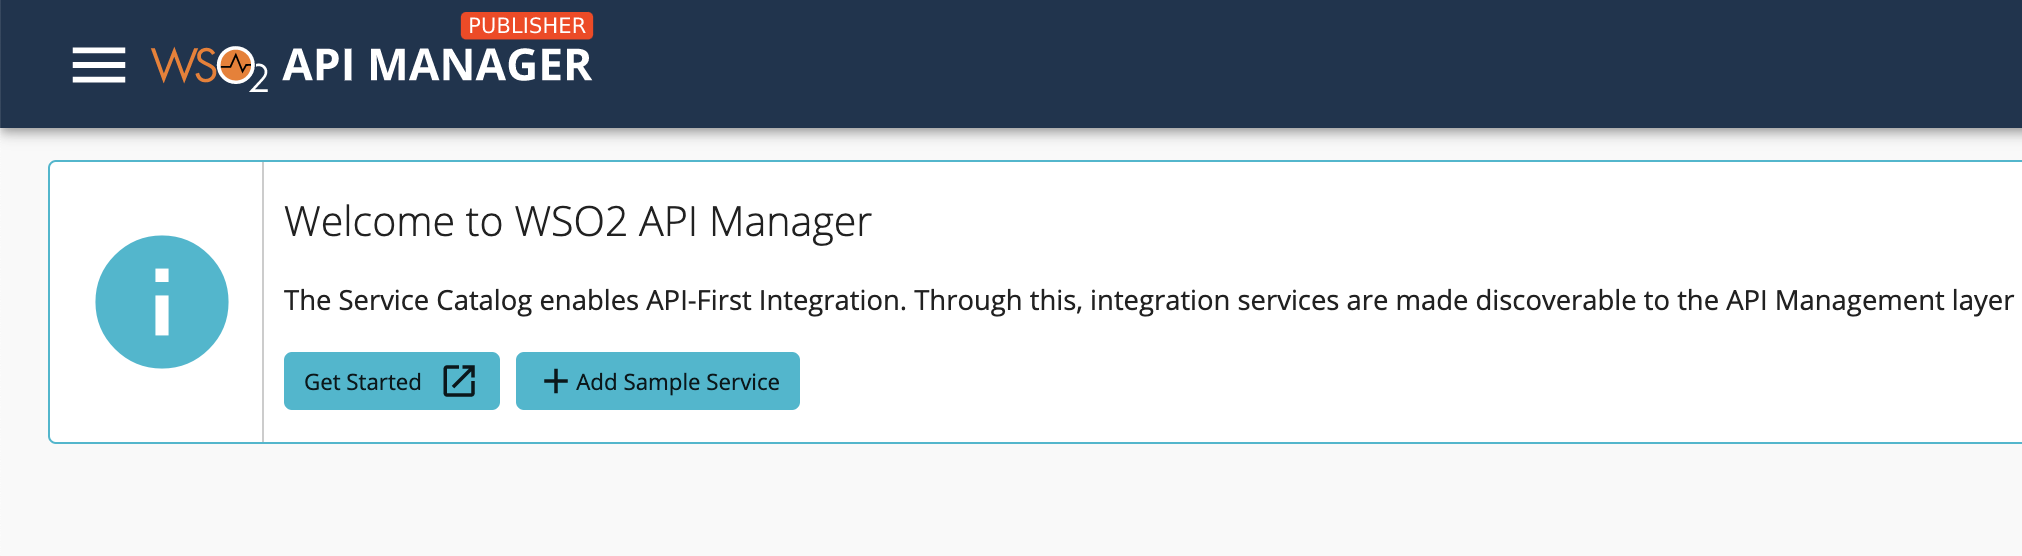 PUBLISHER
WSO2 API MANAGER
Welcome to WSO2 API Manager
The Service Catalog enables API-First Integration. Through this, integration services are made discoverable to the API Management layer
Get Started
Add Sample Service